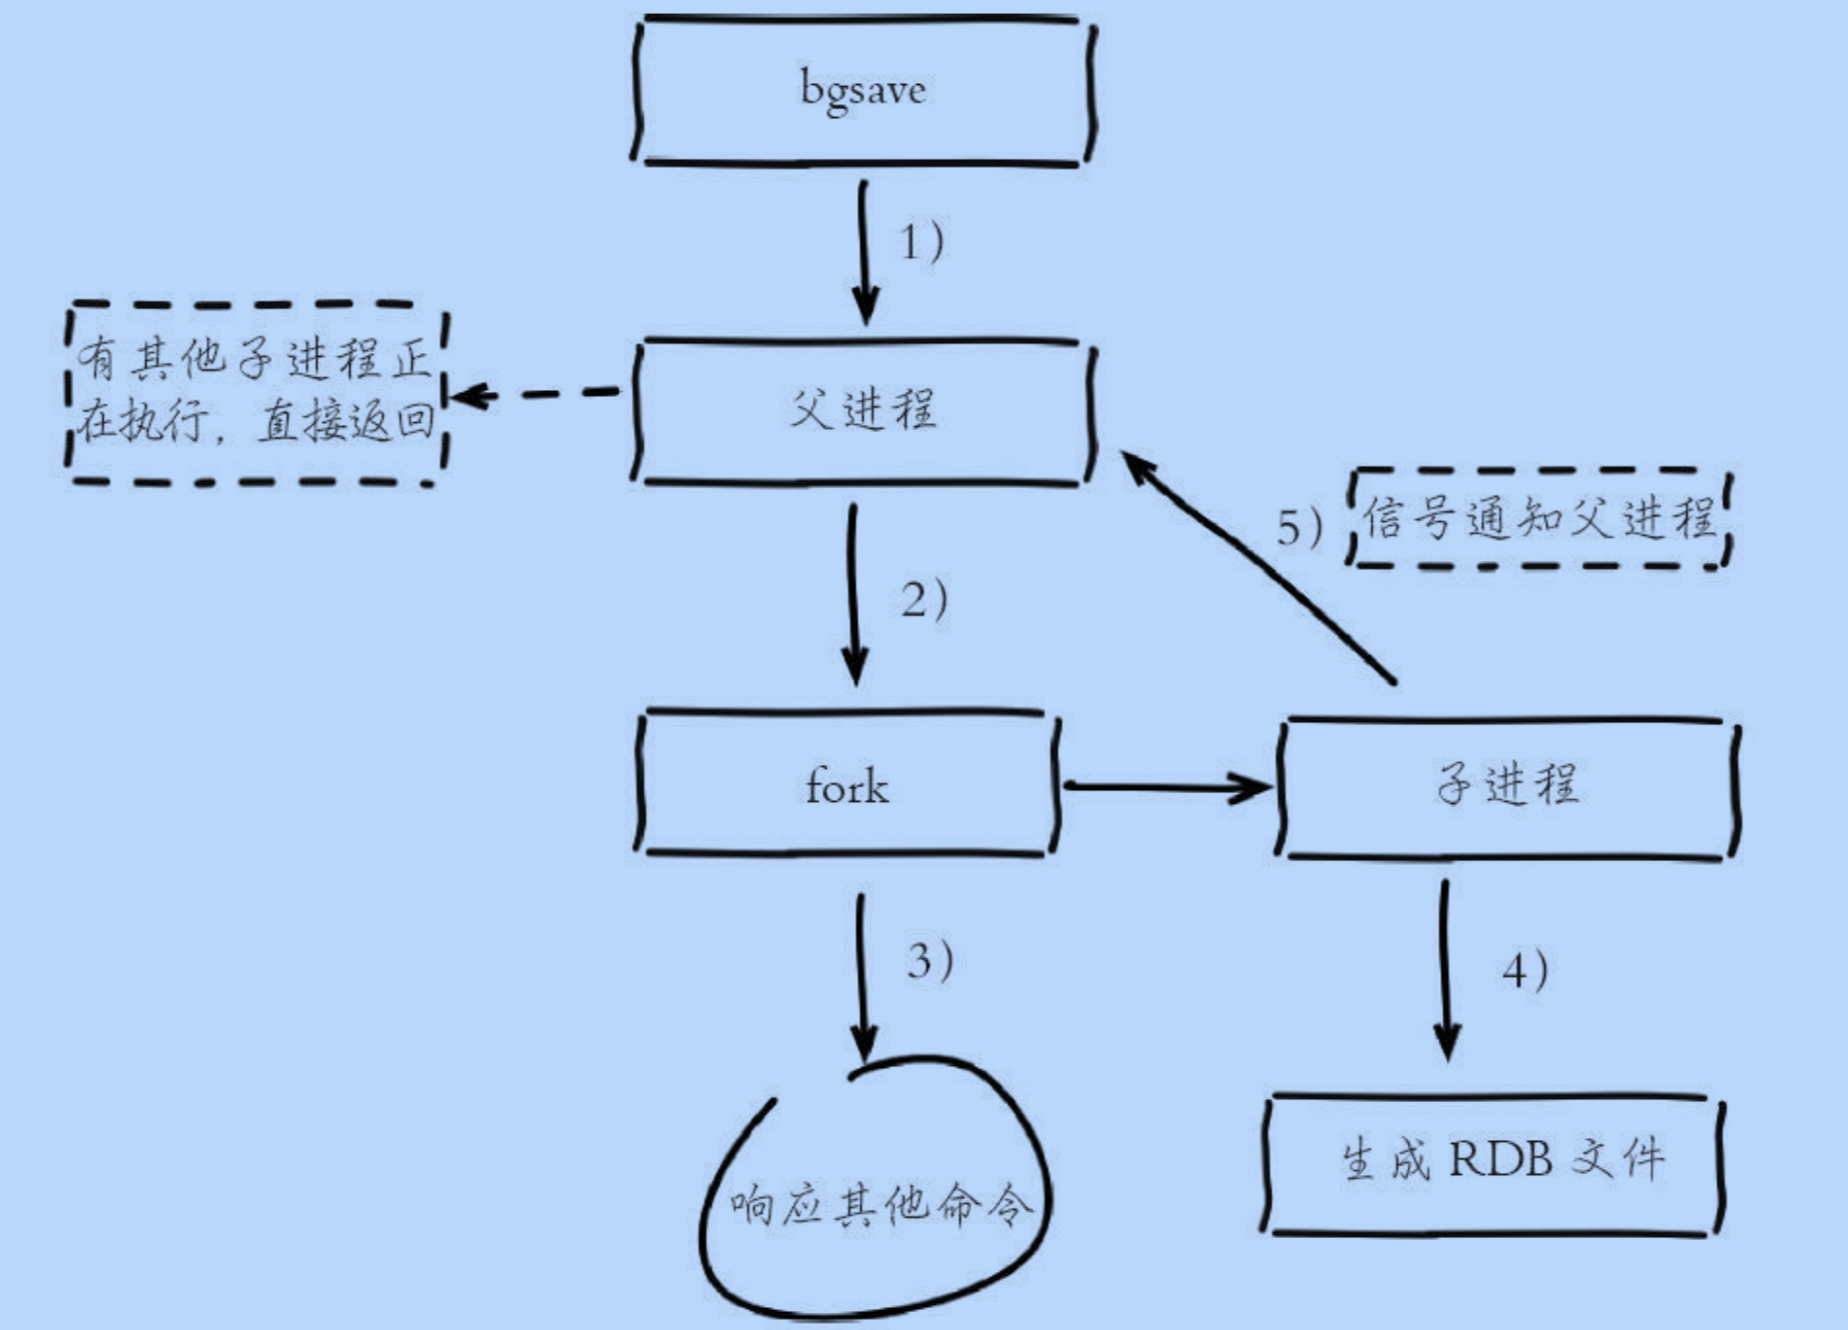 bgsave
1)
有其他子进程正
在执行，直接返回
父进程
5)
信号通知父进程
2)
fork
子进程
3)
4)
生成 RDB 文件
响应其他命令